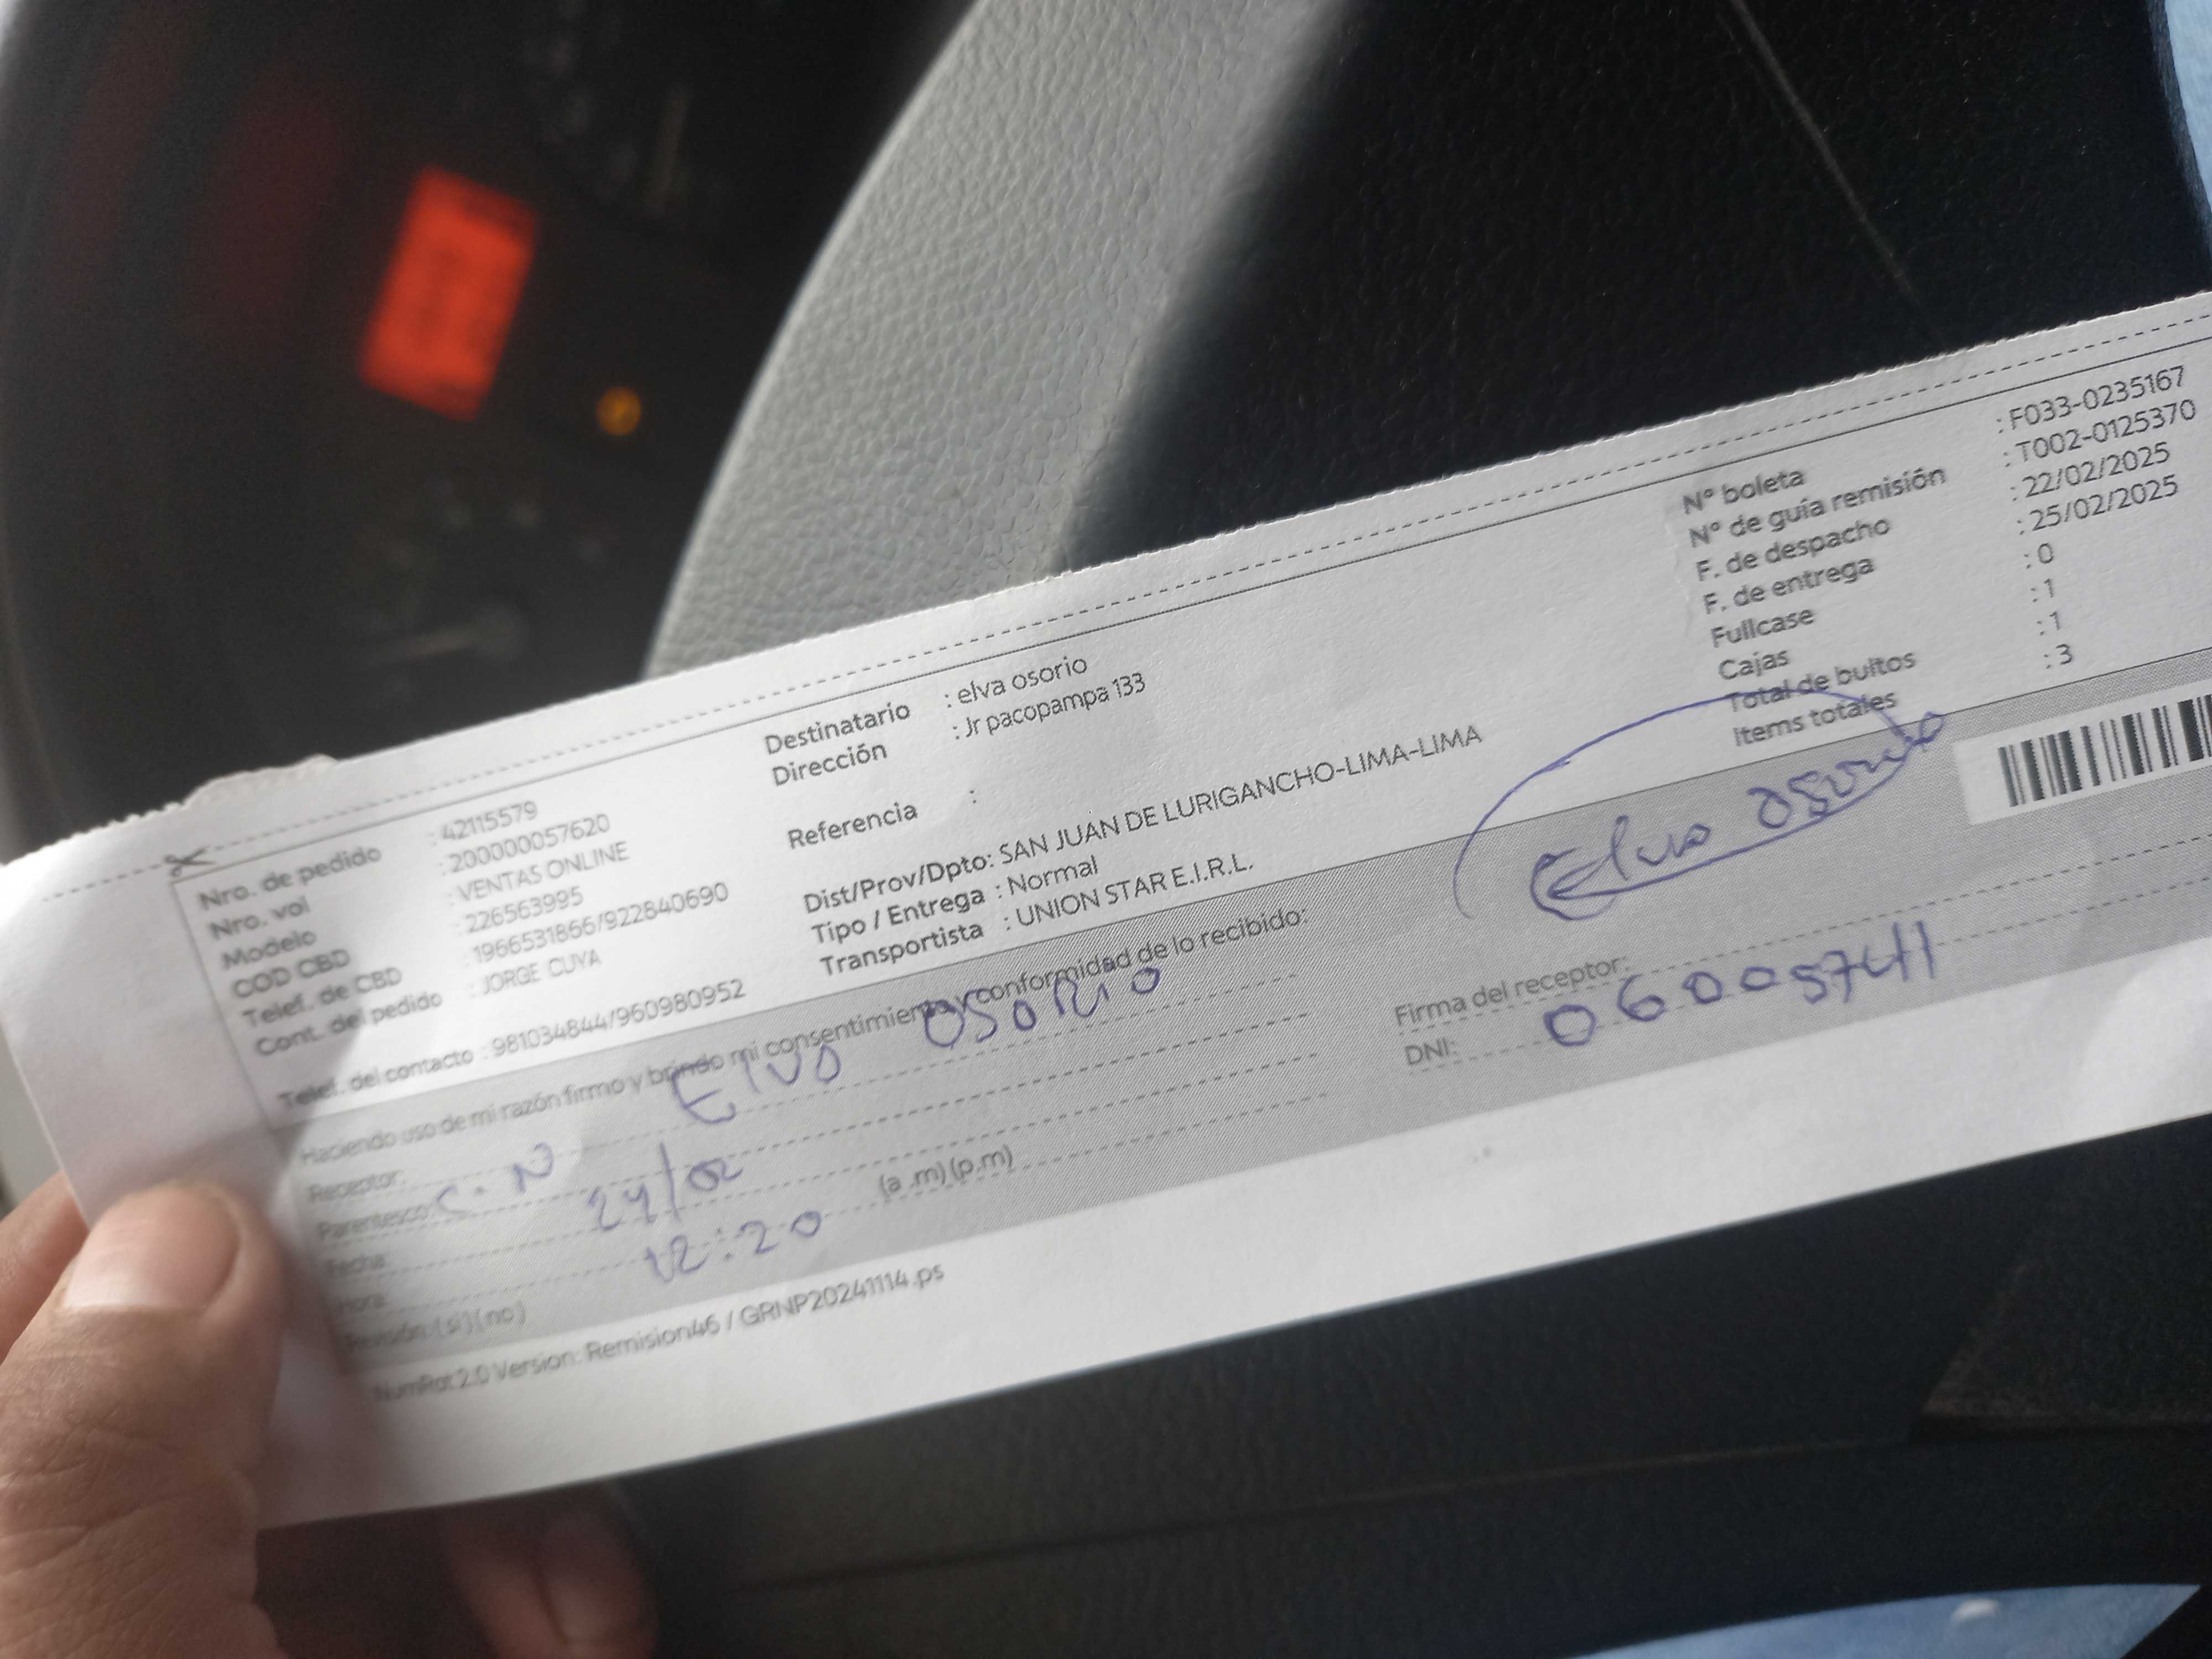 Nro. de pedido : 42115579
Nro. vol : 200000057620
Modelo : VENTAS ONLINE
COD CBD : 226563995
Telef. de CBD : 1966531866/922840690
Cont. del pedido : JORGE CUYA
Telef. del contacto : 981034844/960980952
Destinatario : elva osorio
Dirección : Jr pacopampa 133
Referencia :
Dist/Prov/Dpto: SAN JUAN DE LURIGANCHO-LIMA-LIMA
Tipo / Entrega : Normal
Transportista : UNION STAR E.I.R.L.
N° boleta : F033-0235167
N° de guía remisión : T002-0125370
F. de despacho : 22/02/2025
F. de entrega : 25/02/2025
Fullcase : 0
Cajas : 1
Total de bultos : 1
Items totales : 3
Haciendo uso de mi razón firmo y brindo mi consentimiento y conformidad de lo recibido:
Receptor: Elva OSORIO
Parentesco: C. N
Fecha: 24/02
Hora: 12:20 (a .m) (p.m)
Revisión: (si) (no)
Elva Osorio
Firma del receptor:
DNI: 06005741
NumRot 2.0 Version: Remision46 / GRNP20241114.ps